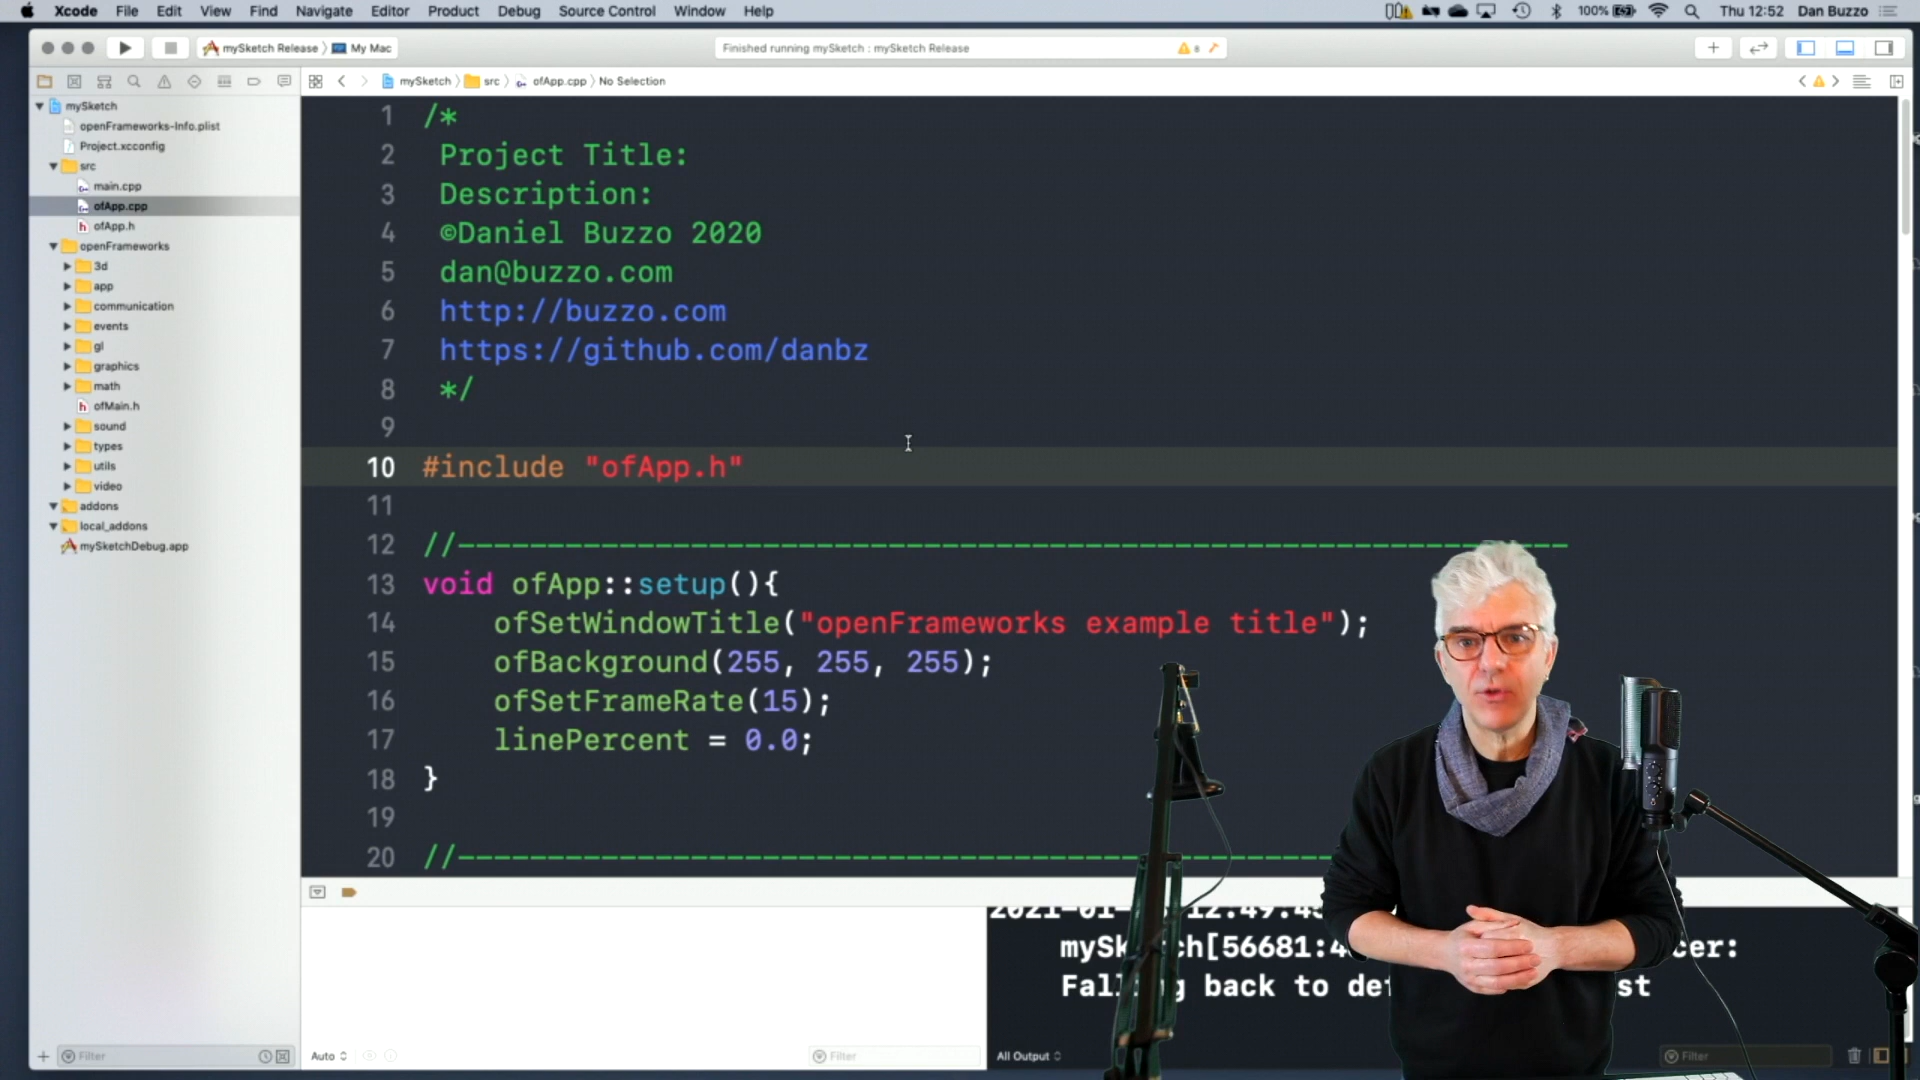 Xcode File Edit View Find Navigate Editor Product Debug Source Control Window Help 100% Thu 12:52 Dan Buzzo
mySketch Release My Mac Finished running mySketch : mySketch Release 8
mySketch src ofApp.cpp No Selection
mySketch
openFrameworks-Info.plist
Project.xcconfig
src
main.cpp
ofApp.cpp
ofApp.h
openFrameworks
3d
app
communication
events
gl
graphics
math
ofMain.h
sound
types
utils
video
addons
local_addons
mySketchDebug.app
Filter
1 /*
2 Project Title:
3 Description:
4 ©Daniel Buzzo 2020
5 dan@buzzo.com
6 http://buzzo.com
7 https://github.com/danbz
8 */
9
10 #include "ofApp.h"
11
12 //----------------------------------------------------------------
13 void ofApp::setup(){
14 ofSetWindowTitle("openFrameworks example title");
15 ofBackground(255, 255, 255);
16 ofSetFrameRate(15);
17 linePercent = 0.0;
18 }
19
20 //--------------------------------------------------
Auto Filter
back to
All Output Filter